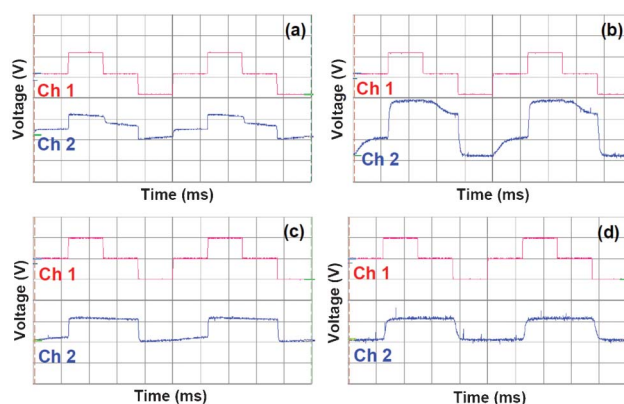 (a)
Voltage (V)
Ch 1
Ch 2
Time (ms)
(b)
Voltage (V)
Ch 1
Ch 2
Time (ms)
(c)
Voltage (V)
Ch 1
Ch 2
Time (ms)
(d)
Voltage (V)
Ch 1
Ch 2
Time (ms)